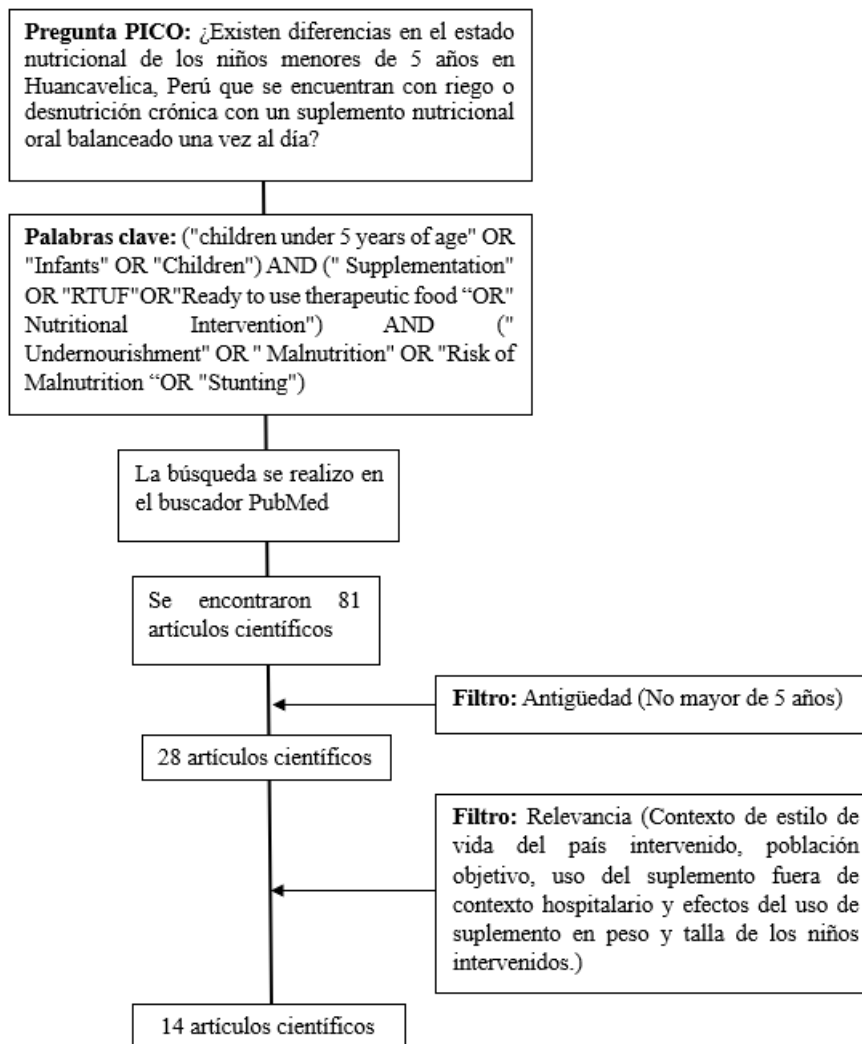 Pregunta PICO: ¿Existen diferencias en el estado
nutricional de los niños menores de 5 años en
Huancavelica, Perú que se encuentran con riego o
desnutrición crónica con un suplemento nutricional
oral balanceado una vez al día?
Palabras clave: ("children under 5 years of age" OR
"Infants" OR "Children") AND (" Supplementation"
OR "RTUF"OR"Ready to use therapeutic food “OR"
Nutritional Intervention") AND ("
Undernourishment" OR " Malnutrition" OR "Risk of
Malnutrition “OR "Stunting")
La búsqueda se realizo en
el buscador PubMed
Se encontraron 81
artículos científicos
Filtro: Antigüedad (No mayor de 5 años)
28 artículos científicos
Filtro: Relevancia (Contexto de estilo de
vida del país intervenido, población
objetivo, uso del suplemento fuera de
contexto hospitalario y efectos del uso de
suplemento en peso y talla de los niños
intervenidos.)
14 artículos científicos